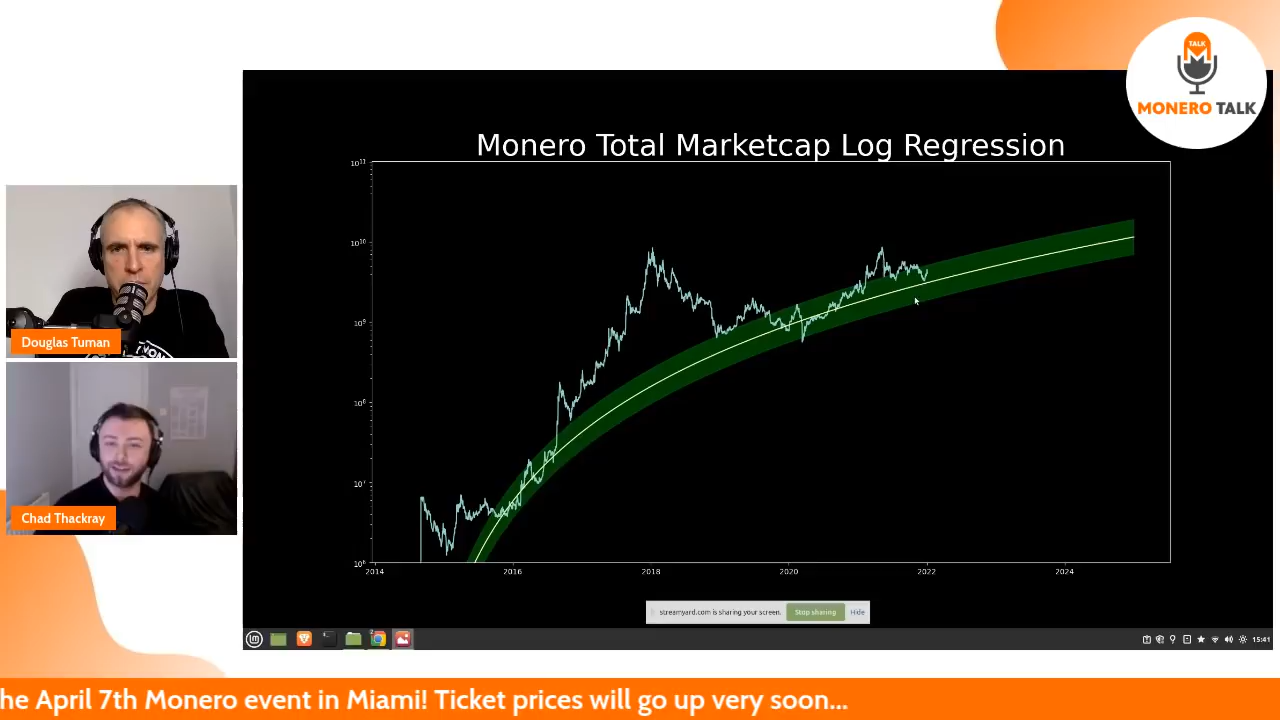 TALK
MONERO TALK
Monero Total Marketcap Log Regression
10¹¹
10¹⁰
10⁹
10⁸
10⁷
10⁶
2014
2016
2018
2020
2022
2024
Douglas Tuman
Chad Thackray
streamyard.com is sharing your screen.
Stop sharing
Hide
15:41
he April 7th Monero event in Miami! Ticket prices will go up very soon...